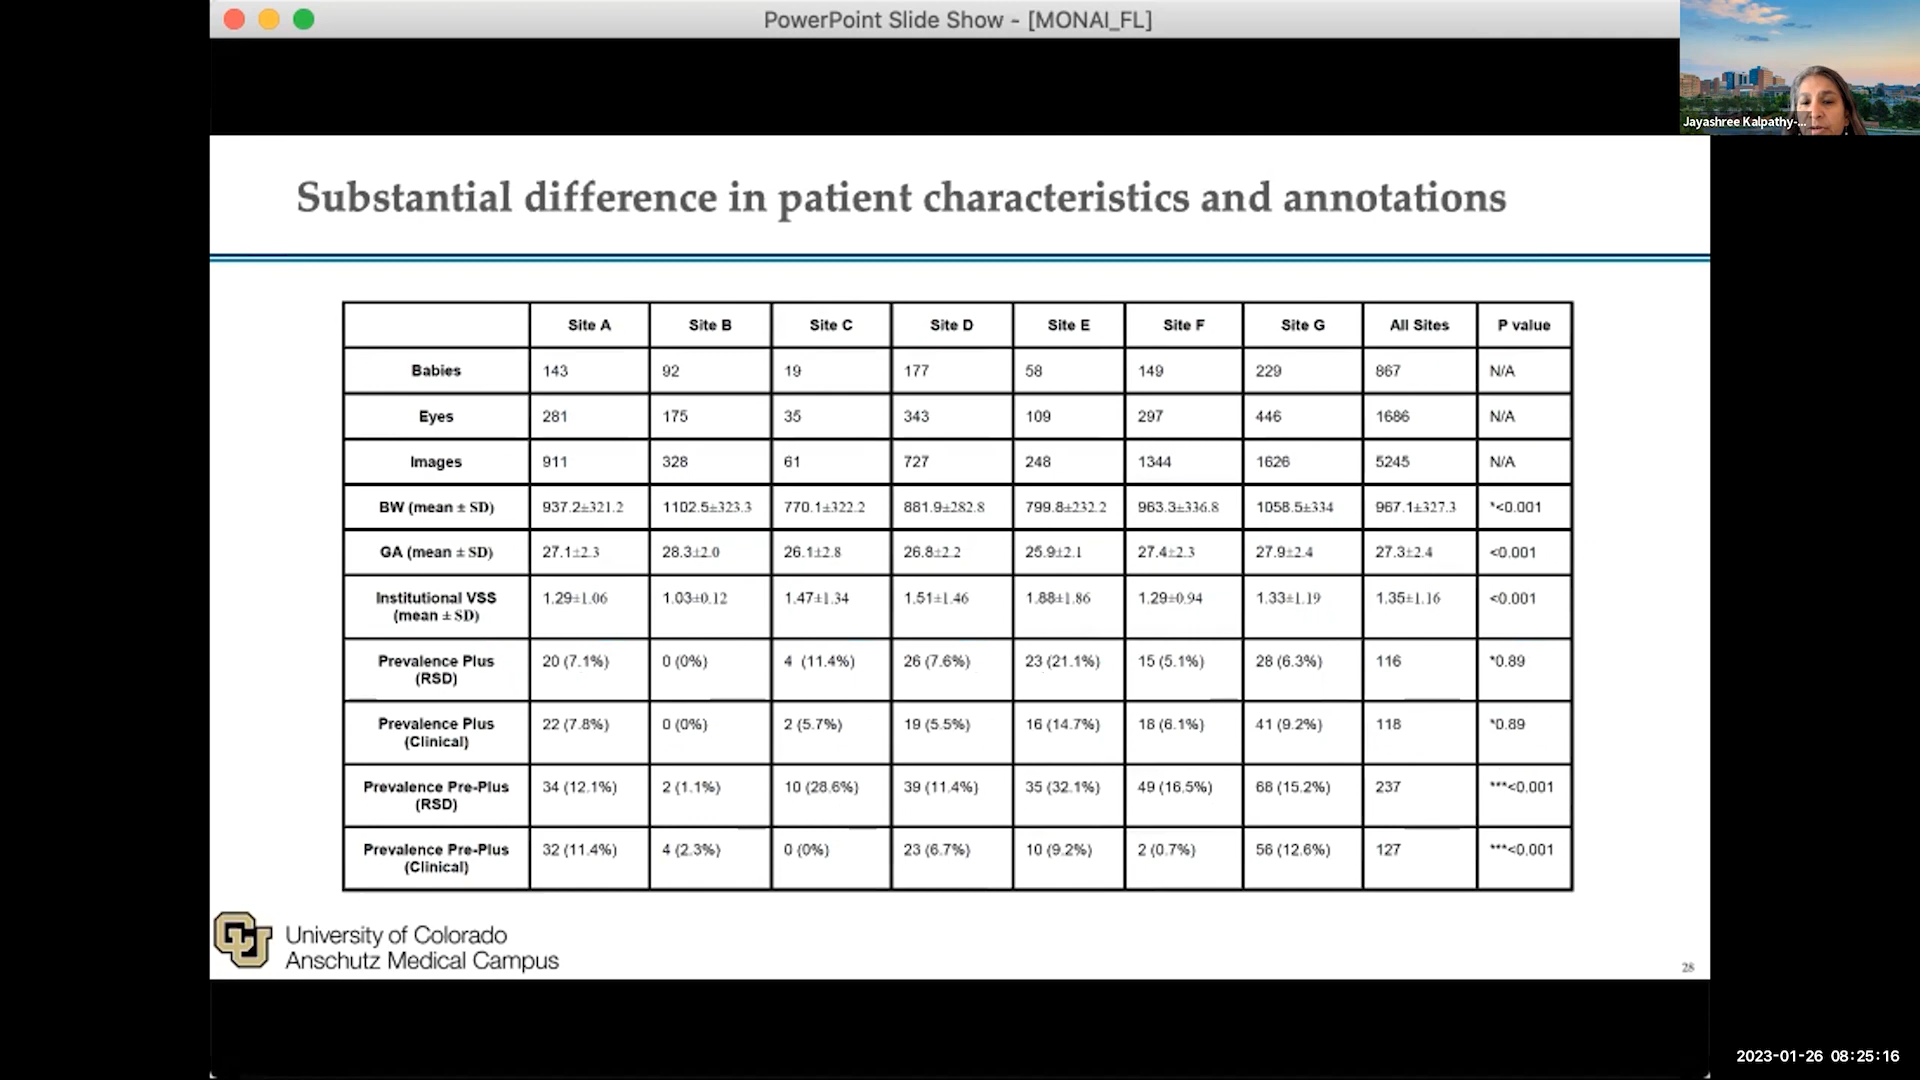 PowerPoint Slide Show - [MONAI_FL]
Jayashree Kalpathy-...
Substantial difference in patient characteristics and annotations
Site A Site B Site C Site D Site E Site F Site G All Sites P value
Babies 143 92 19 177 58 149 229 867 N/A
Eyes 281 175 35 343 109 297 446 1686 N/A
Images 911 328 61 727 248 1344 1626 5245 N/A
BW (mean ± SD) 937.2±321.2 1102.5±323.3 770.1±322.2 881.9±282.8 799.8±232.2 963.3±336.8 1058.5±334 967.1±327.3 *<0.001
GA (mean ± SD) 27.1±2.3 28.3±2.0 26.1±2.8 26.8±2.2 25.9±2.1 27.4±2.3 27.9±2.4 27.3±2.4 <0.001
Institutional VSS 1.29±1.06 1.03±0.12 1.47±1.34 1.51±1.46 1.88±1.86 1.29±0.94 1.33±1.19 1.35±1.16 <0.001
(mean ± SD)
Prevalence Plus 20 (7.1%) 0 (0%) 4 (11.4%) 26 (7.6%) 23 (21.1%) 15 (5.1%) 28 (6.3%) 116 *0.89
(RSD)
Prevalence Plus 22 (7.8%) 0 (0%) 2 (5.7%) 19 (5.5%) 16 (14.7%) 18 (6.1%) 41 (9.2%) 118 *0.89
(Clinical)
Prevalence Pre-Plus 34 (12.1%) 2 (1.1%) 10 (28.6%) 39 (11.4%) 35 (32.1%) 49 (16.5%) 68 (15.2%) 237 ***<0.001
(RSD)
Prevalence Pre-Plus 32 (11.4%) 4 (2.3%) 0 (0%) 23 (6.7%) 10 (9.2%) 2 (0.7%) 56 (12.6%) 127 ***<0.001
(Clinical)
CU University of Colorado
Anschutz Medical Campus
28
2023-01-26 08:25:16